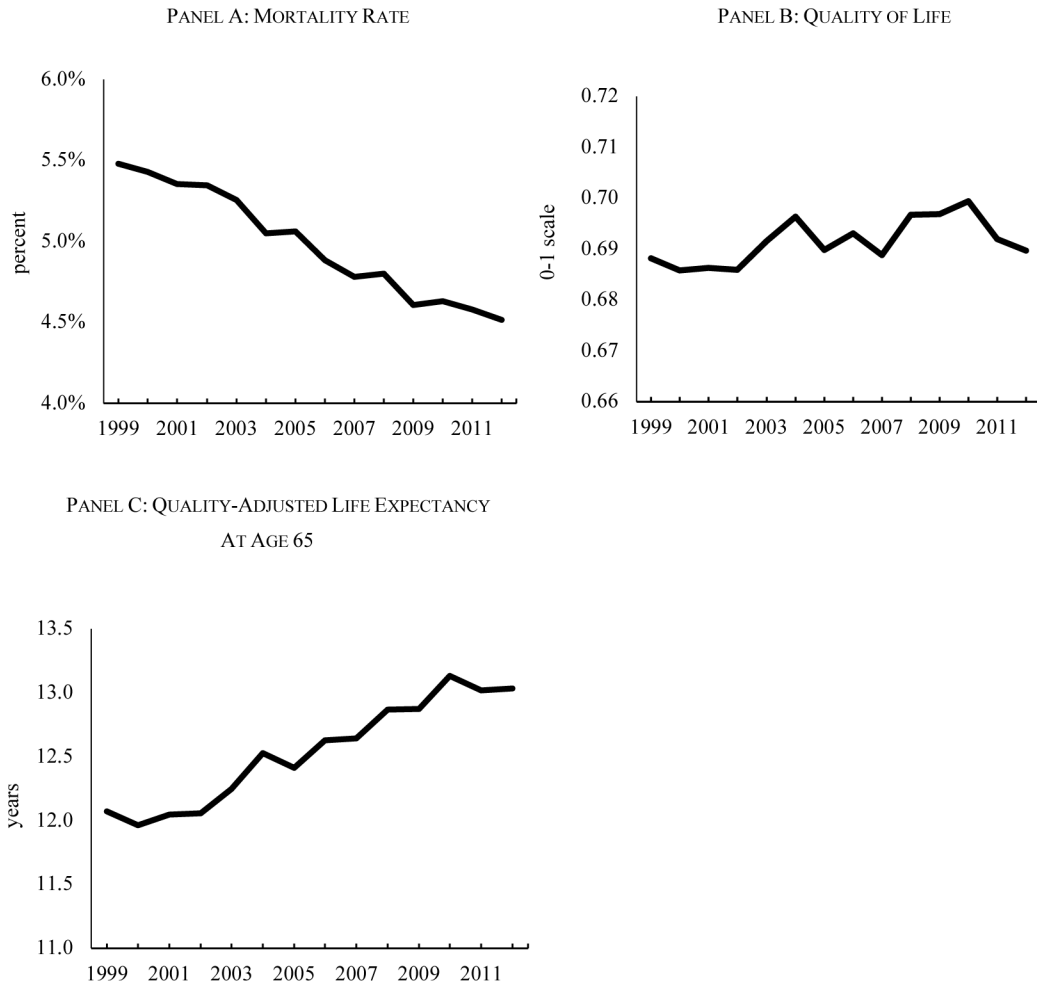 PANEL A: MORTALITY RATE
6.0%
5.5%
5.0%
4.5%
4.0%
percent
1999 2001 2003 2005 2007 2009 2011
PANEL B: QUALITY OF LIFE
0.72
0.71
0.70
0.69
0.68
0.67
0.66
0-1 scale
1999 2001 2003 2005 2007 2009 2011
PANEL C: QUALITY-ADJUSTED LIFE EXPECTANCY
AT AGE 65
13.5
13.0
12.5
12.0
11.5
11.0
years
1999 2001 2003 2005 2007 2009 2011